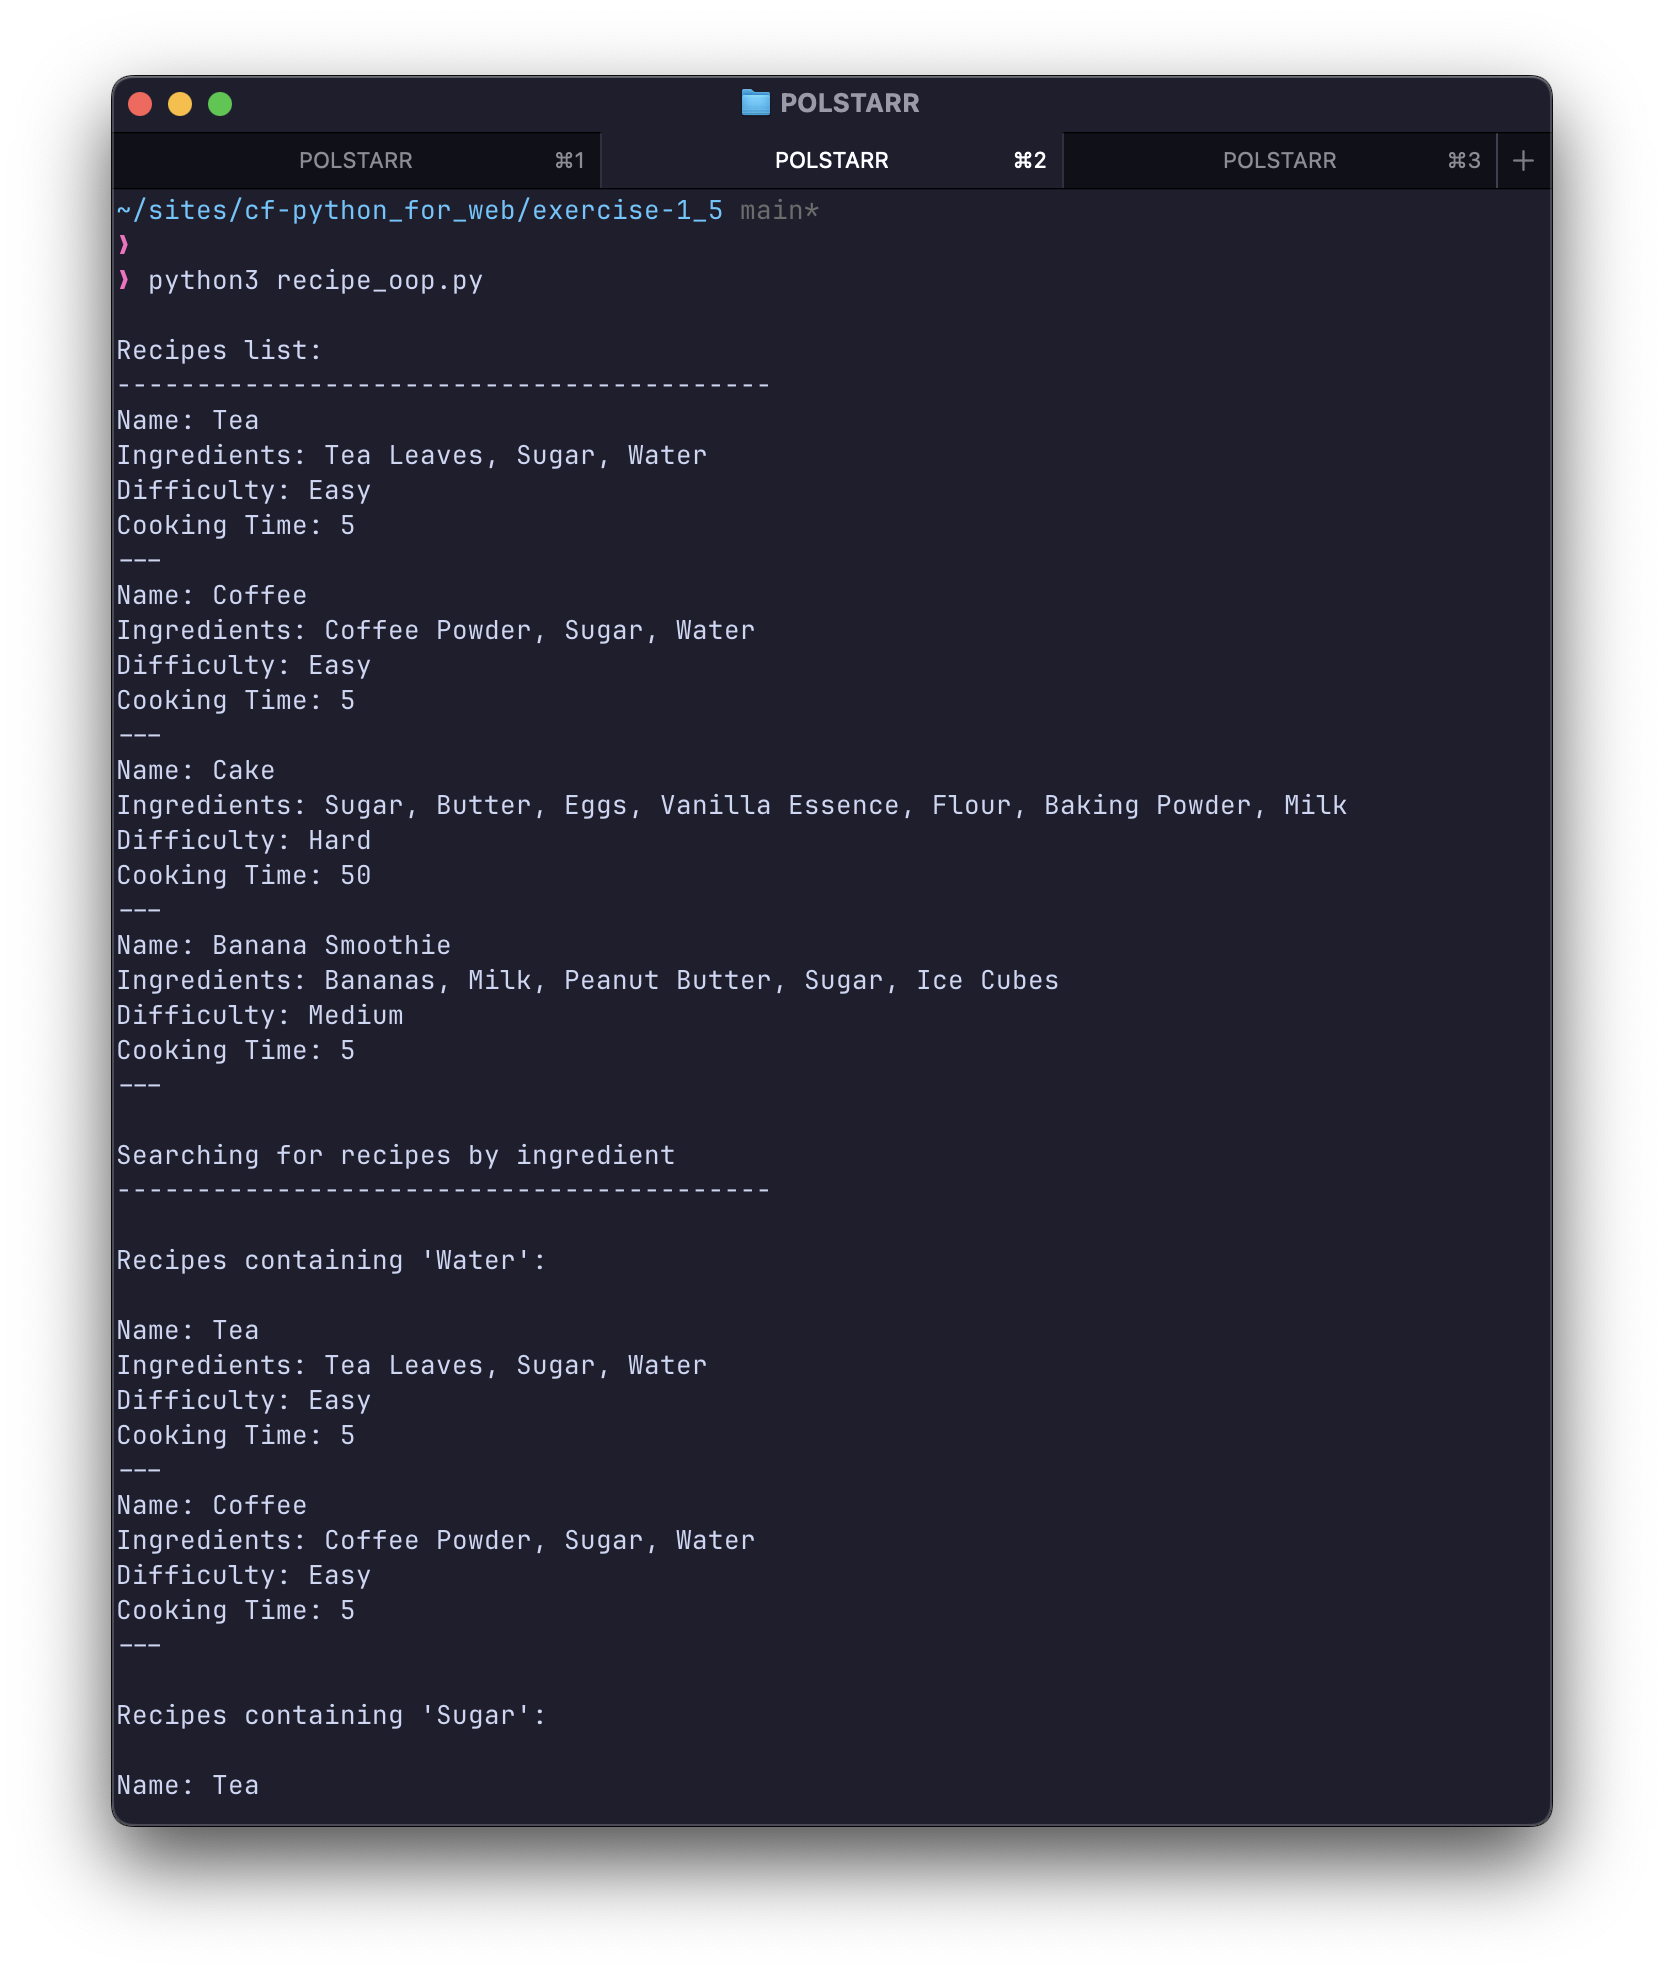 POLSTARR
POLSTARR ⌘1 POLSTARR ⌘2 POLSTARR ⌘3 +
~/sites/cf-python_for_web/exercise-1_5 main*
❯
❯ python3 recipe_oop.py
Recipes list:
-----------------------------------------
Name: Tea
Ingredients: Tea Leaves, Sugar, Water
Difficulty: Easy
Cooking Time: 5
---
Name: Coffee
Ingredients: Coffee Powder, Sugar, Water
Difficulty: Easy
Cooking Time: 5
---
Name: Cake
Ingredients: Sugar, Butter, Eggs, Vanilla Essence, Flour, Baking Powder, Milk
Difficulty: Hard
Cooking Time: 50
---
Name: Banana Smoothie
Ingredients: Bananas, Milk, Peanut Butter, Sugar, Ice Cubes
Difficulty: Medium
Cooking Time: 5
---
Searching for recipes by ingredient
-----------------------------------------
Recipes containing 'Water':
Name: Tea
Ingredients: Tea Leaves, Sugar, Water
Difficulty: Easy
Cooking Time: 5
---
Name: Coffee
Ingredients: Coffee Powder, Sugar, Water
Difficulty: Easy
Cooking Time: 5
---
Recipes containing 'Sugar':
Name: Tea